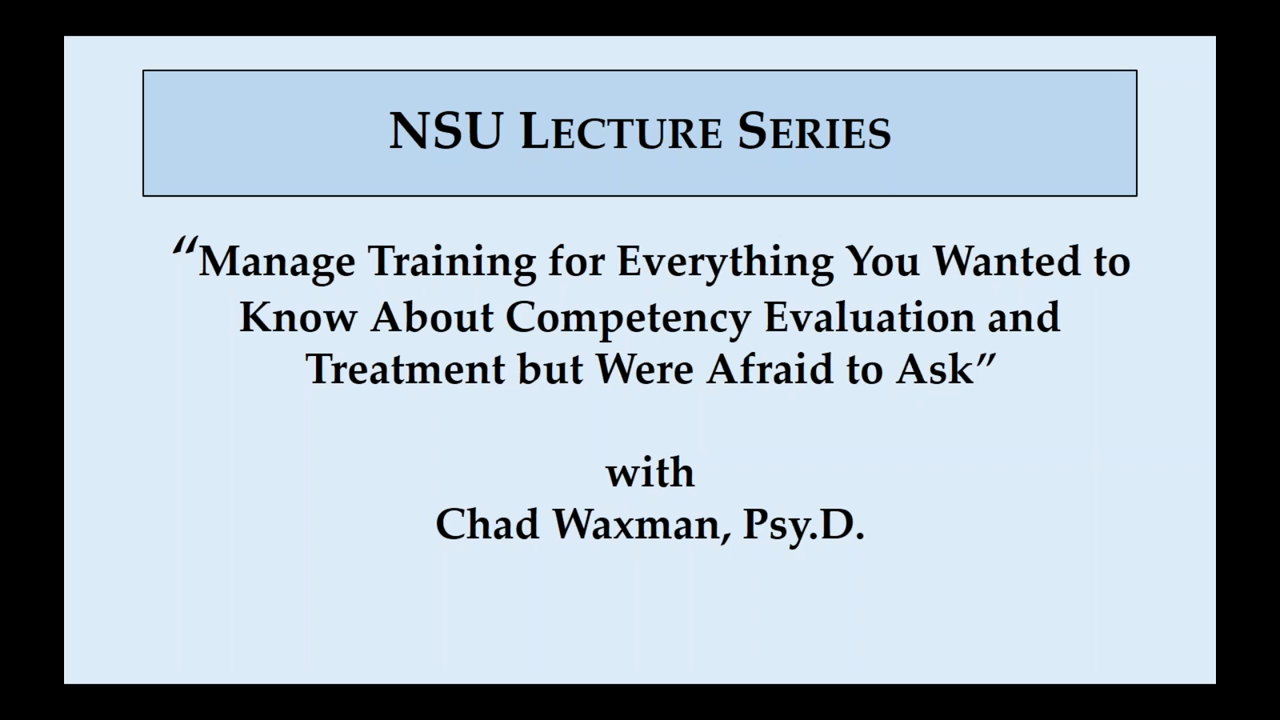 NSU LECTURE SERIES
“Manage Training for Everything You Wanted to
Know About Competency Evaluation and
Treatment but Were Afraid to Ask”
with
Chad Waxman, Psy.D.